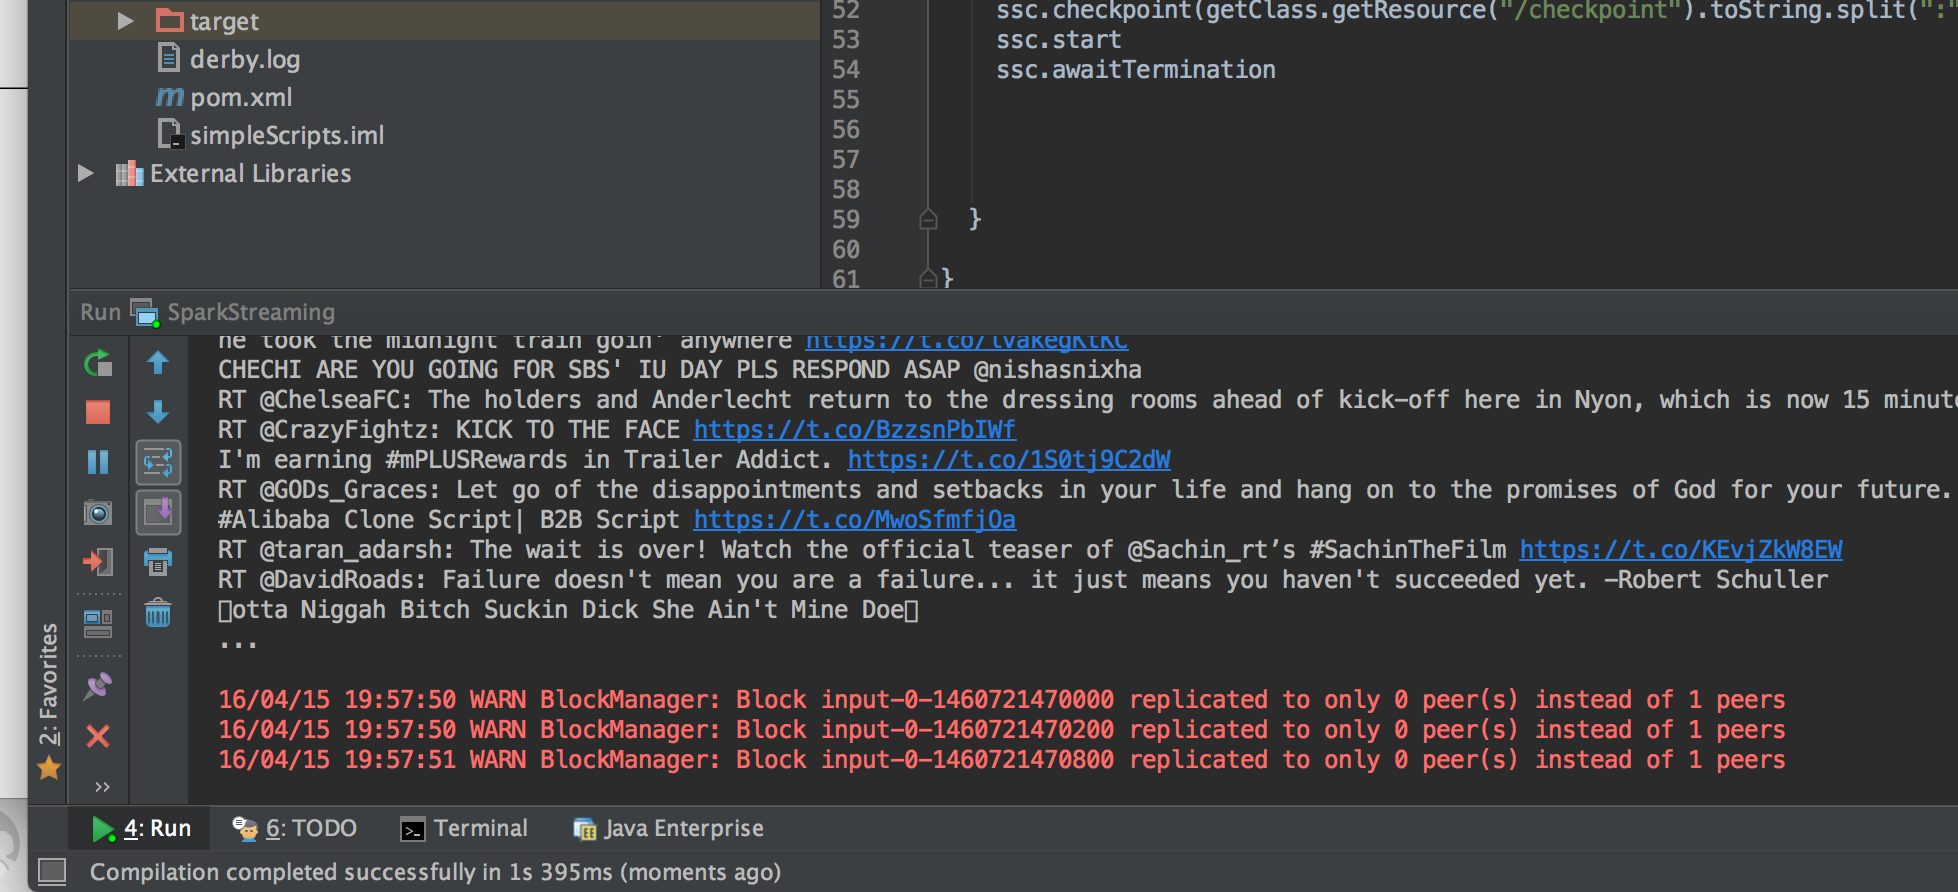 target
derby.log
pom.xml
simpleScripts.iml
External Libraries
52 ssc.checkpoint(getClass.getResource("/checkpoint").toString.split(":"
53 ssc.start
54 ssc.awaitTermination
55
56
57
58
59 }
60
61 }
Run SparkStreaming
he took the midnight train goin' anywhere
CHECHI ARE YOU GOING FOR SBS' IU DAY PLS RESPOND ASAP @nishasnixha
RT @ChelseaFC: The holders and Anderlecht return to the dressing rooms ahead of kick-off here in Nyon, which is now 15 minut
RT @CrazyFightz: KICK TO THE FACE https://t.co/BzzsnPbIWf
I'm earning #mPLUSRewards in Trailer Addict. https://t.co/1S0tj9C2dW
RT @GODs_Graces: Let go of the disappointments and setbacks in your life and hang on to the promises of God for your future.
#Alibaba Clone Script| B2B Script https://t.co/MwoSfmfjOa
RT @taran_adarsh: The wait is over! Watch the official teaser of @Sachin_rt’s #SachinTheFilm https://t.co/KEvjZkW8EW
RT @DavidRoads: Failure doesn't mean you are a failure... it just means you haven't succeeded yet. -Robert Schuller
otta Niggah Bitch Suckin Dick She Ain't Mine Doe
...
16/04/15 19:57:50 WARN BlockManager: Block input-0-1460721470000 replicated to only 0 peer(s) instead of 1 peers
16/04/15 19:57:50 WARN BlockManager: Block input-0-1460721470200 replicated to only 0 peer(s) instead of 1 peers
16/04/15 19:57:51 WARN BlockManager: Block input-0-1460721470800 replicated to only 0 peer(s) instead of 1 peers
2: Favorites
4: Run 6: TODO Terminal Java Enterprise
Compilation completed successfully in 1s 395ms (moments ago)